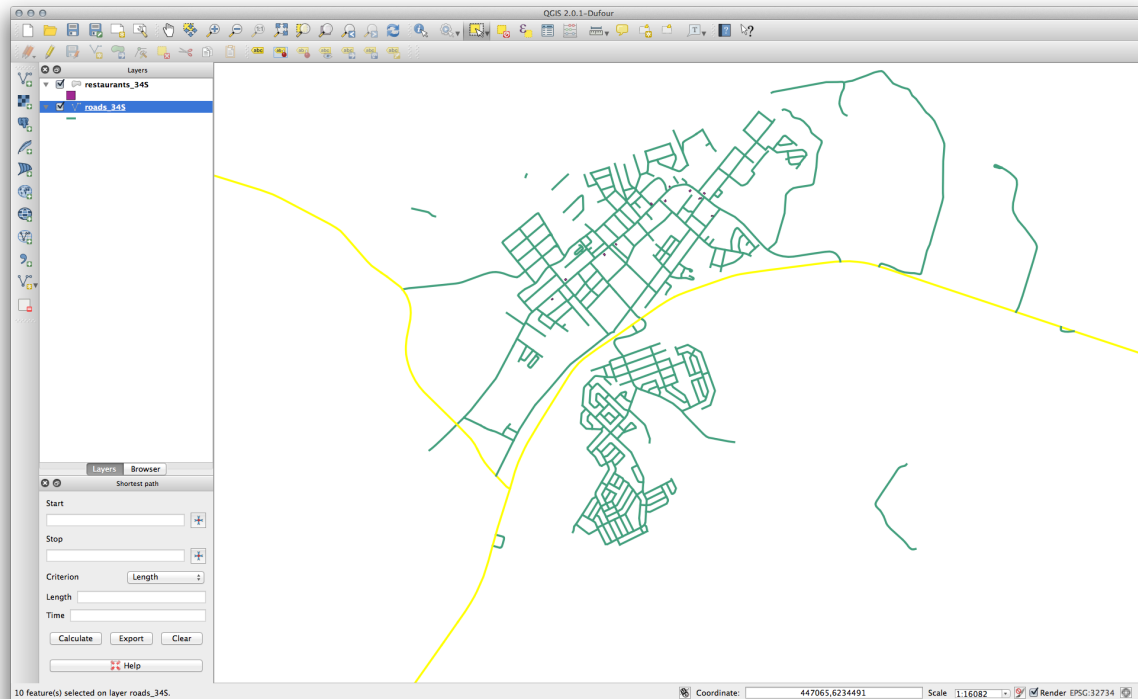 QGIS 2.0.1-Dufour
Layers
restaurants_34S
roads_34S
Layers Browser
Shortest path
Start
Stop
Criterion Length
Length
Time
Calculate Export Clear
Help
10 feature(s) selected on layer roads_34S.
Coordinate: 447065,6234491 Scale 1:16082 Render EPSG:32734